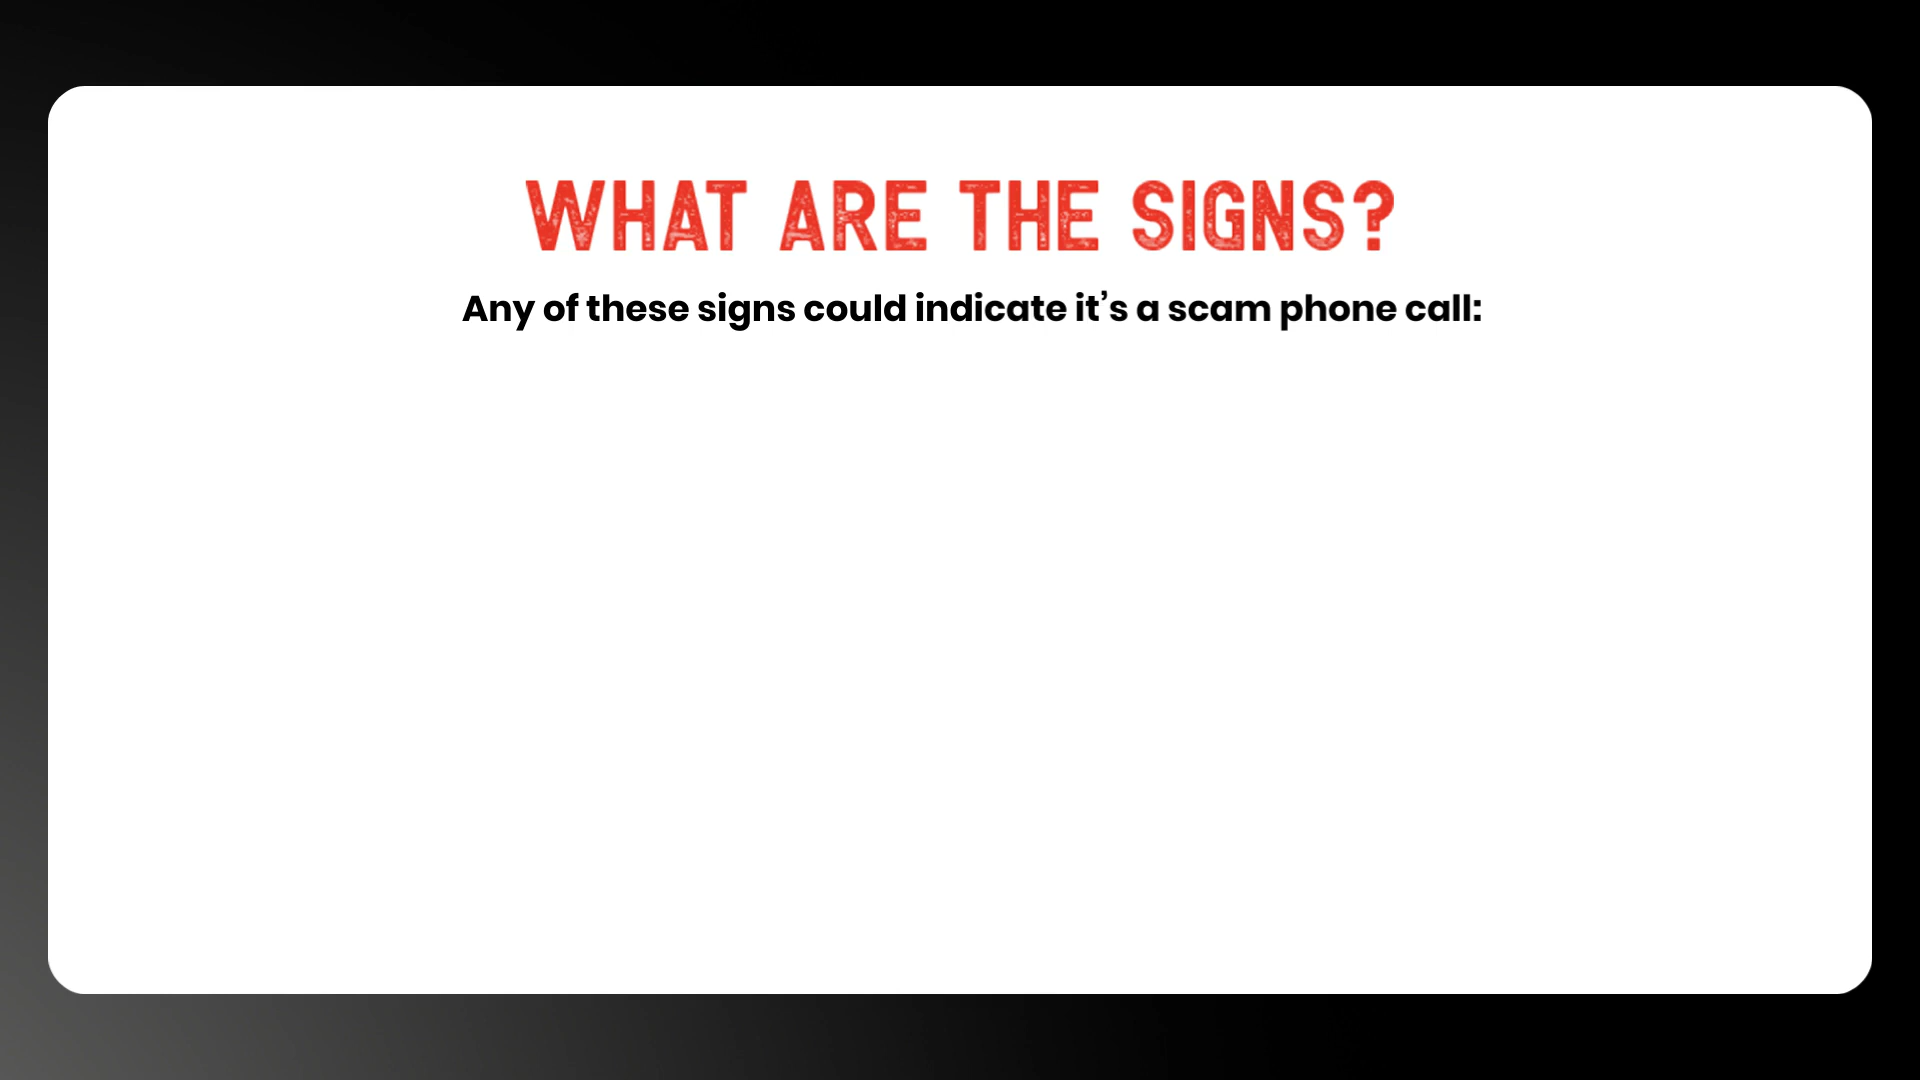 WHAT ARE THE SIGNS?
Any of these signs could indicate it’s a scam phone call: